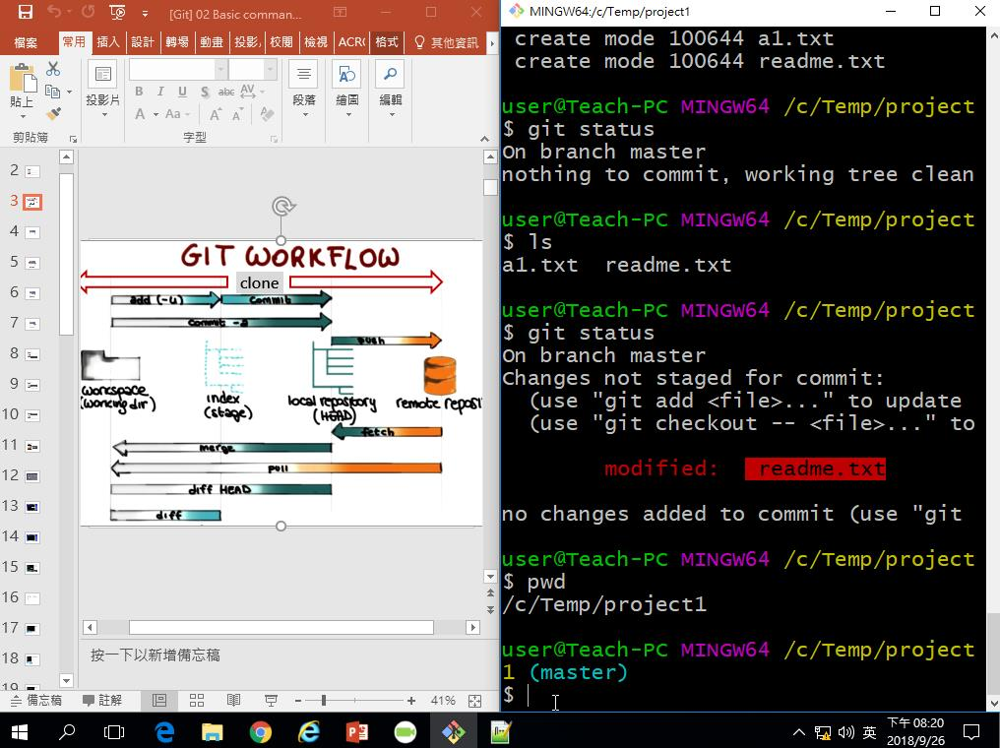 [Git] 02 Basic comman...
檔案
常用
插入
設計
轉場
動畫
投影片
校閱
檢視
ACR
格式
其他資訊
貼上
剪貼簿
投影片
B I U S abc AV
A Aa A A
字型
段落
繪圖
編輯
2
3
4
5
6
7
8
9
10
11
12
13
14
15
16
17
18
19
GIT WORKFLOW
clone
add (-u)
commit
commit -a
push
workspace
(working dir)
index
(stage)
local repository
(HEAD)
remote reposit
fetch
merge
pull
diff HEAD
diff
按一下以新增備忘稿
備忘稿
註解
41%
MINGW64:/c/Temp/project1
create mode 100644 a1.txt
create mode 100644 readme.txt
user@Teach-PC MINGW64 /c/Temp/project
$ git status
On branch master
nothing to commit, working tree clean
user@Teach-PC MINGW64 /c/Temp/project
$ ls
a1.txt readme.txt
user@Teach-PC MINGW64 /c/Temp/project
$ git status
On branch master
Changes not staged for commit:
(use "git add <file>..." to update
(use "git checkout -- <file>..." to
modified: readme.txt
no changes added to commit (use "git
user@Teach-PC MINGW64 /c/Temp/project
$ pwd
/c/Temp/project1
user@Teach-PC MINGW64 /c/Temp/project
1 (master)
$
英
下午 08:20
2018/9/26